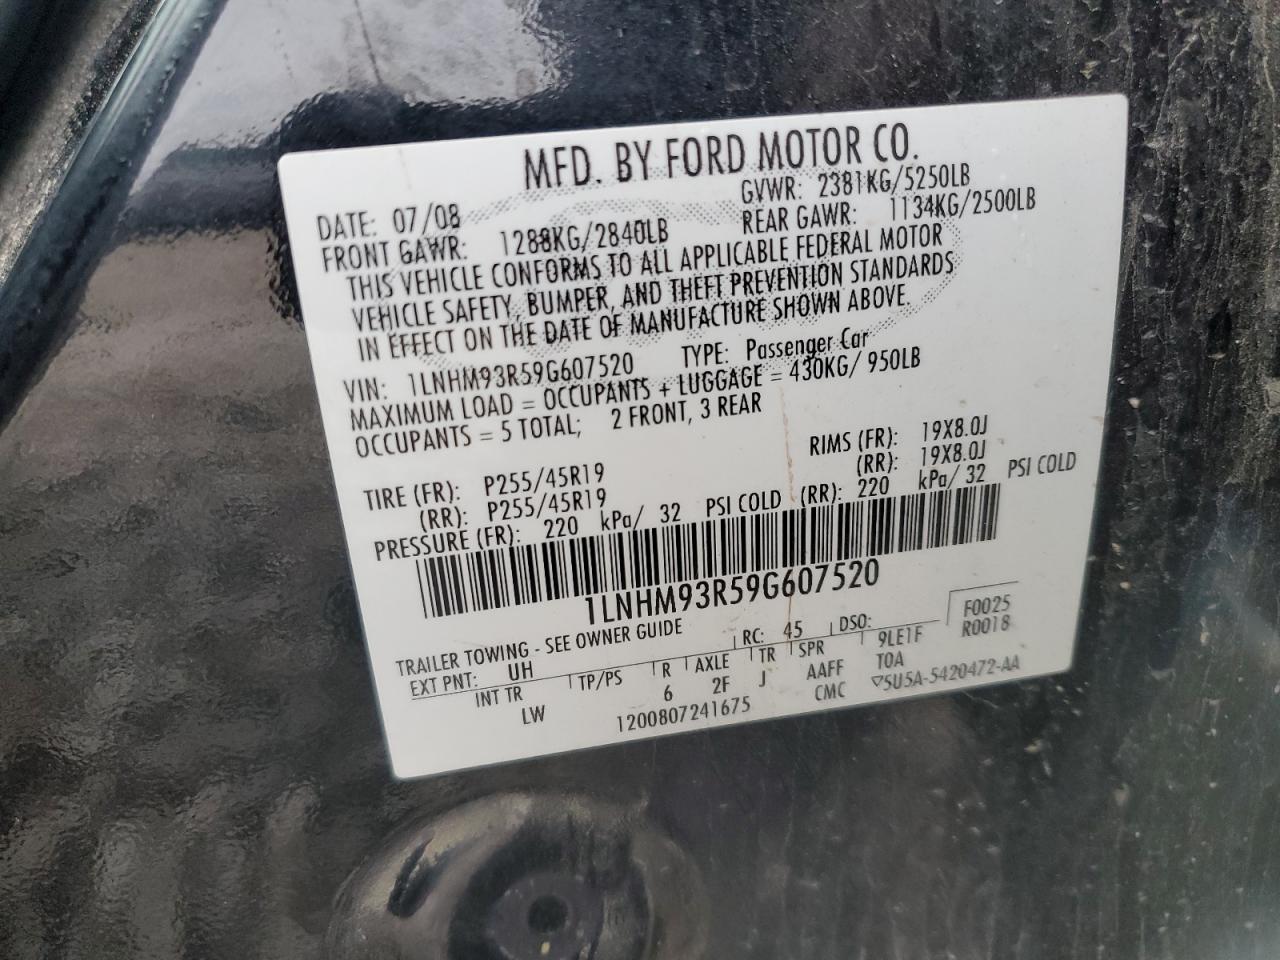 MFD. BY FORD MOTOR CO.
DATE: 07/08 GVWR: 2381KG/5250LB
FRONT GAWR: 1288KG/2840LB REAR GAWR: 1134KG/2500LB
THIS VEHICLE CONFORMS TO ALL APPLICABLE FEDERAL MOTOR
VEHICLE SAFETY, BUMPER, AND THEFT PREVENTION STANDARDS
IN EFFECT ON THE DATE OF MANUFACTURE SHOWN ABOVE.
VIN: 1LNHM93R59G607520 TYPE: Passenger Car
MAXIMUM LOAD = OCCUPANTS + LUGGAGE = 430KG/ 950LB
OCCUPANTS = 5 TOTAL; 2 FRONT, 3 REAR
TIRE (FR): P255/45R19 RIMS (FR): 19X8.0J
(RR): P255/45R19 (RR): 19X8.0J
PRESSURE (FR): 220 kPa/ 32 PSI COLD (RR): 220 kPa/ 32 PSI COLD
1LNHM93R59G607520
TRAILER TOWING - SEE OWNER GUIDE
EXT PNT: UH RC: 45 DSO: F0025
INT TR TP/PS R AXLE TR SPR 9LE1F R0018
LW 6 2F J AAFF T0A
1200807241675 CMC ▽5U5A-5420472-AA